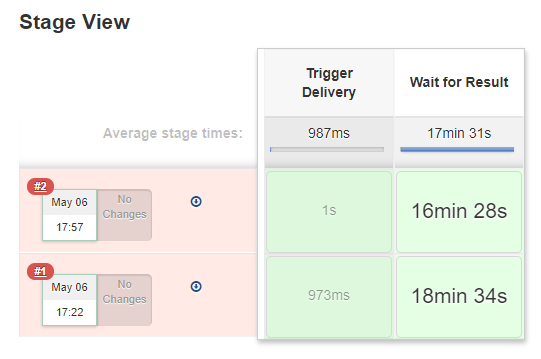 Stage View
Trigger
Delivery
Wait for Result
Average stage times:
987ms
17min 31s
#2
May 06
17:57
No
Changes
1s
16min 28s
#1
May 06
17:22
No
Changes
973ms
18min 34s